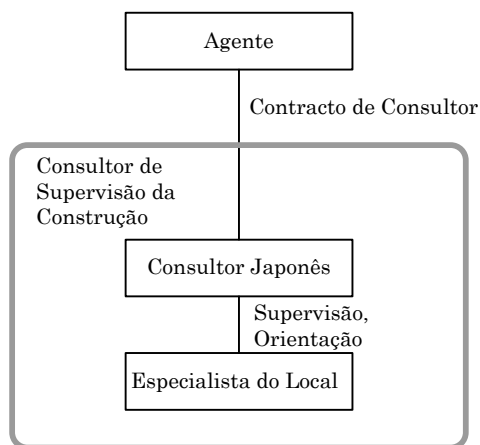 Agente
Contracto de Consultor
Consultor de
Supervisão da
Construção
Consultor Japonês
Supervisão,
Orientação
Especialista do Local